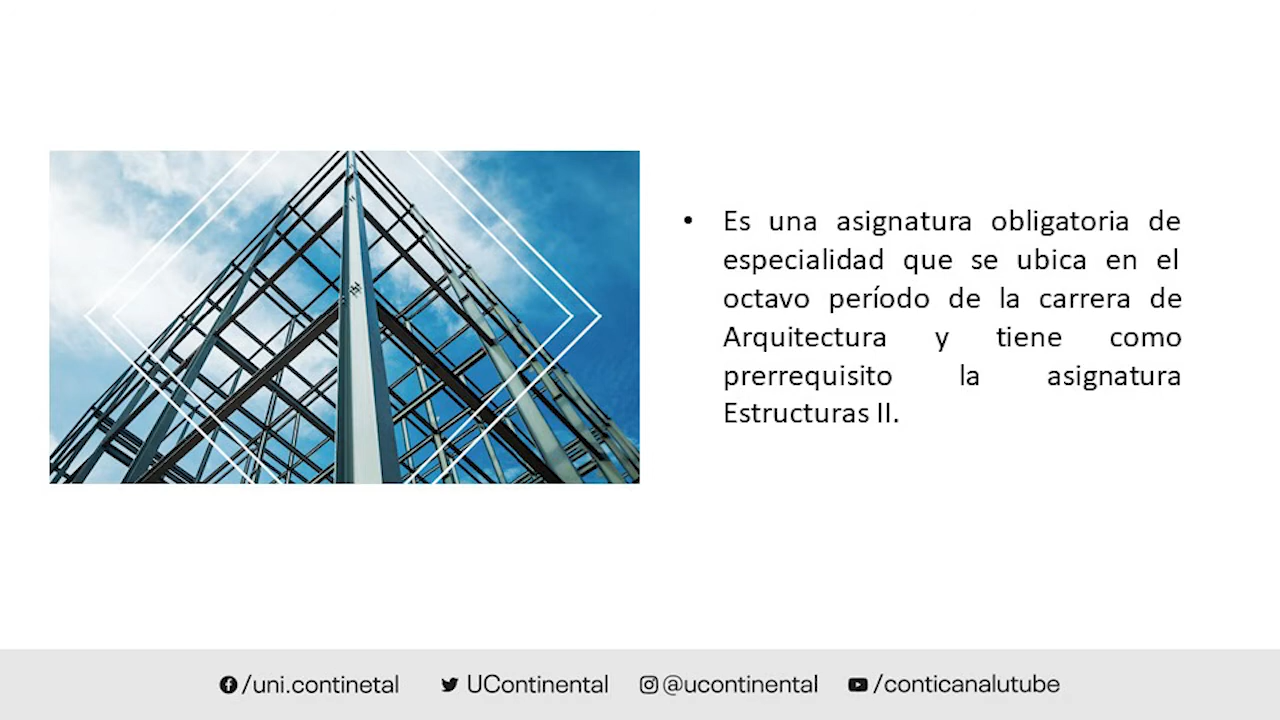 • Es una asignatura obligatoria de
especialidad que se ubica en el
octavo período de la carrera de
Arquitectura y tiene como
prerrequisito la asignatura
Estructuras II.
/uni.continetal UContinental @ucontinental /conticanalutube